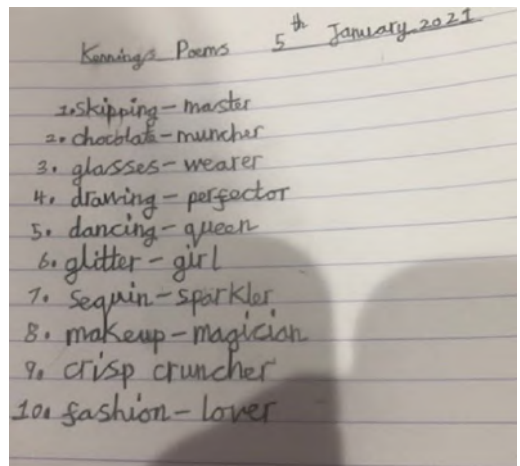 Kennings Poems 5th January 2021
1. Skipping - master
2. chocolate - muncher
3. glasses - wearer
4. drawing - perfector
5. dancing - queen
6. glitter - girl
7. Sequin - sparkler
8. makeup - magician
9. crisp cruncher
10. fashion - lover